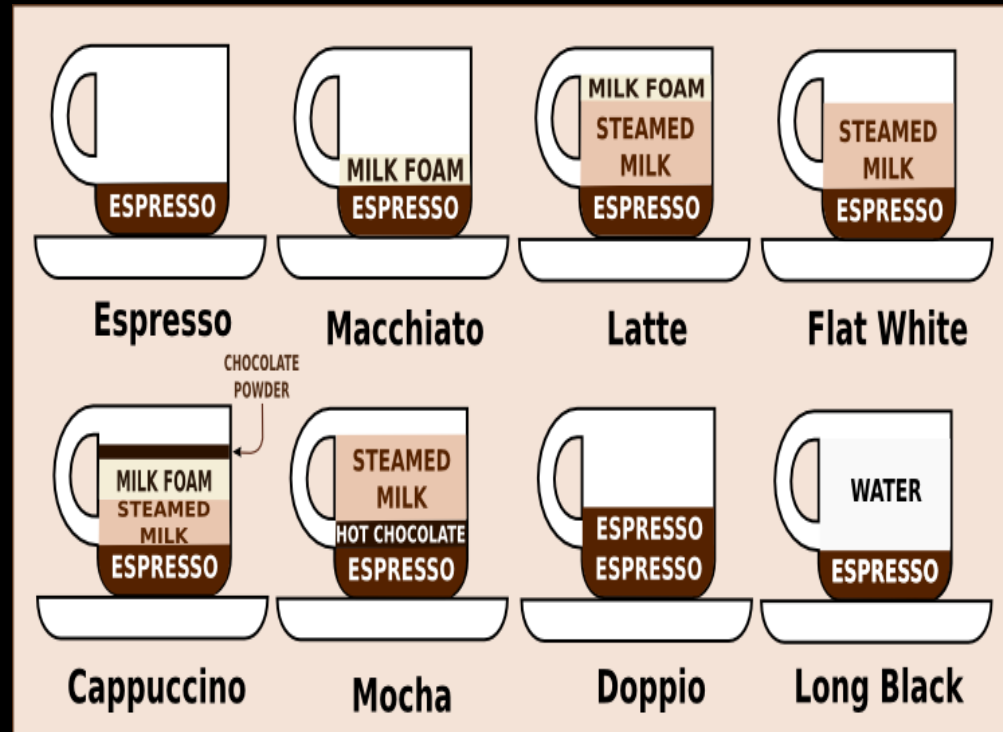 ESPRESSO
Espresso
MILK FOAM
ESPRESSO
Macchiato
MILK FOAM
STEAMED
MILK
ESPRESSO
Latte
STEAMED
MILK
ESPRESSO
Flat White
CHOCOLATE
POWDER
MILK FOAM
STEAMED
MILK
ESPRESSO
Cappuccino
STEAMED
MILK
HOT CHOCOLATE
ESPRESSO
Mocha
ESPRESSO
ESPRESSO
Doppio
WATER
ESPRESSO
Long Black